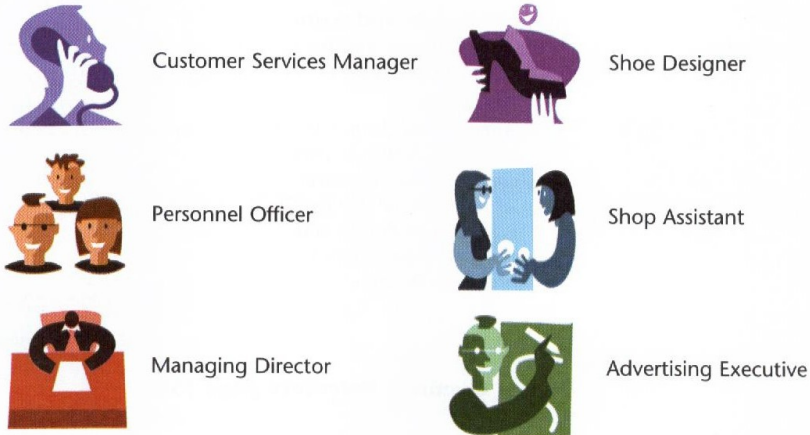 Customer Services Manager
Shoe Designer
Personnel Officer
Shop Assistant
Managing Director
Advertising Executive